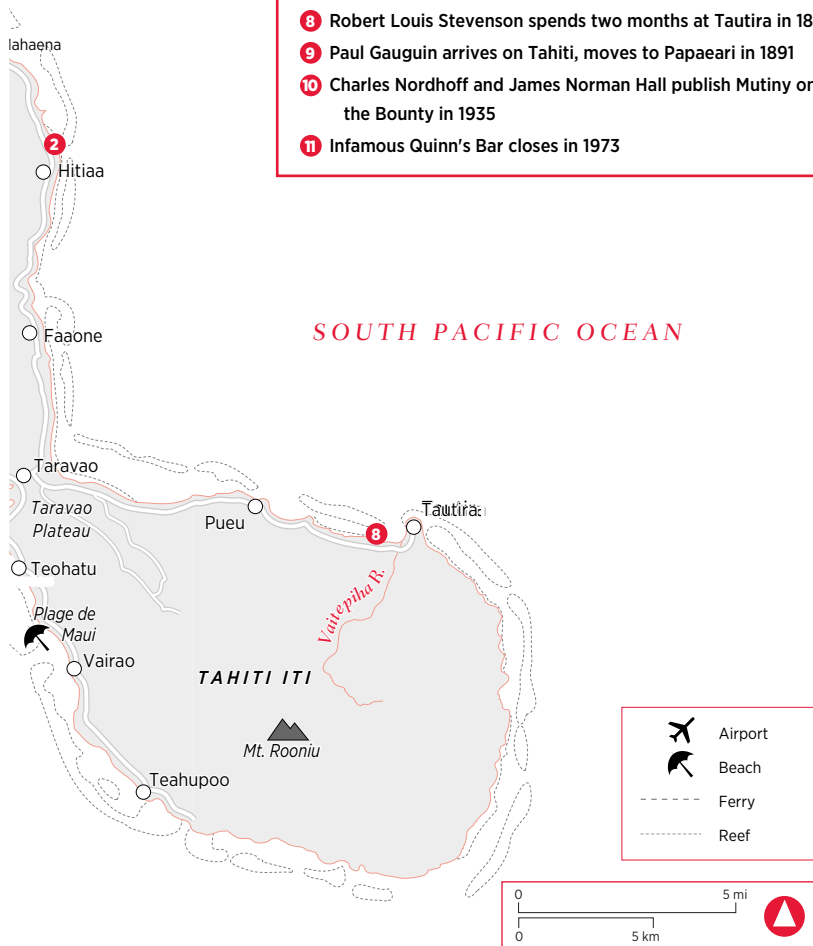 8 Robert Louis Stevenson spends two months at Tautira in 18
9 Paul Gauguin arrives on Tahiti, moves to Papaeari in 1891
10 Charles Nordhoff and James Norman Hall publish Mutiny on
the Bounty in 1935
11 Infamous Quinn's Bar closes in 1973
lahaena
2
Hitiaa
SOUTH PACIFIC OCEAN
Faaone
Taravao
Taravao
Plateau
Pueu
8
Tautira
Teohatu
Vaitepiha R.
Plage de
Maui
Vairao
TAHITI ITI
Mt. Rooniu
Teahupoo
Airport
Beach
Ferry
Reef
0 5 mi
0 5 km